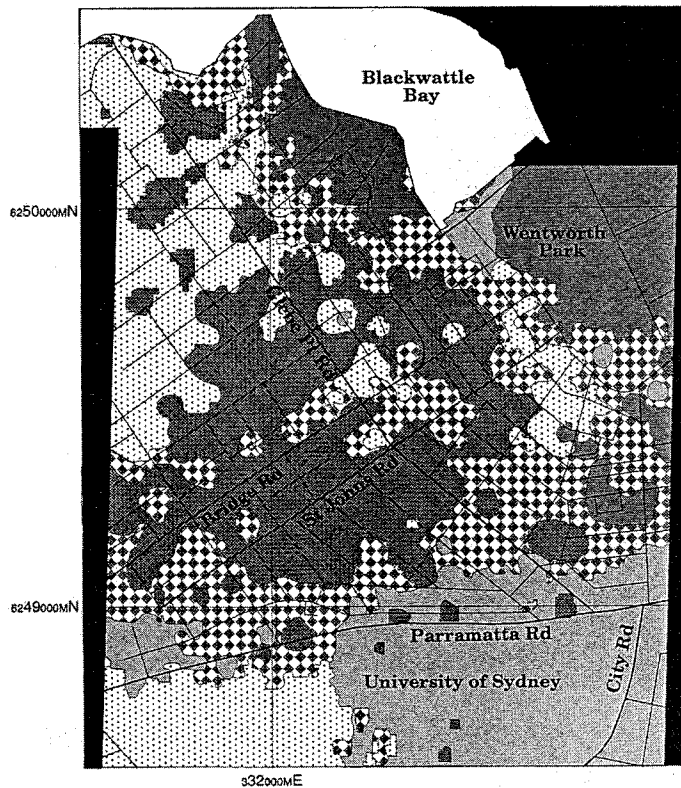 Blackwattle
Bay
6250000MN
Wentworth
Park
Glebe Pt Rd
Bridge Rd
St Johns Rd
6249000MN
Parramatta Rd
University of Sydney
City Rd
332000ME